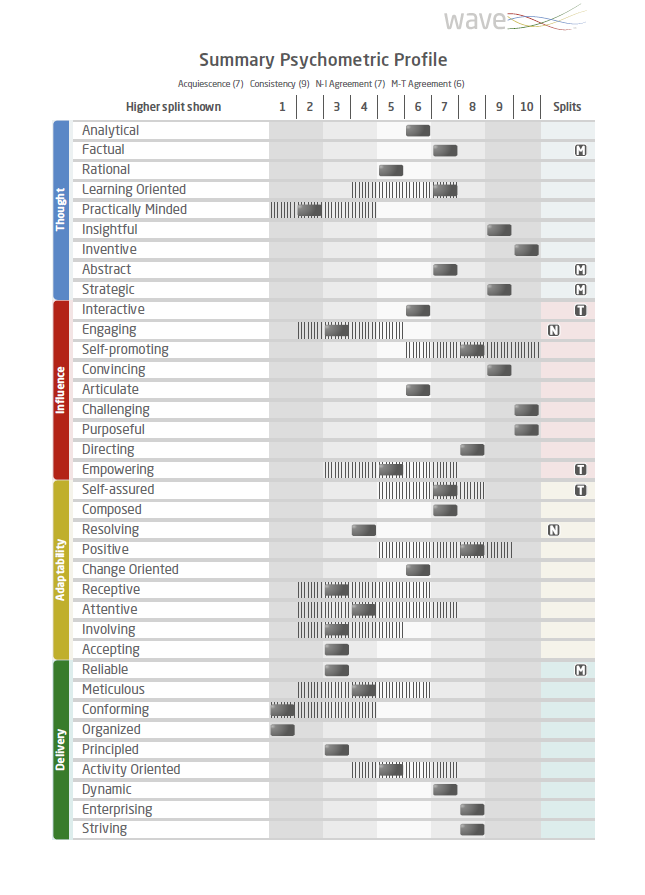 wave
Summary Psychometric Profile
Acquiescence (7) Consistency (9) N-I Agreement (7) M-T Agreement (6)
Higher split shown 1 2 3 4 5 6 7 8 9 10 Splits
Thought
Analytical
Factual M
Rational
Learning Oriented
Practically Minded
Insightful
Inventive
Abstract M
Strategic M
Influence
Interactive T
Engaging N
Self-promoting
Convincing
Articulate
Challenging
Purposeful
Directing
Empowering T
Adaptability
Self-assured T
Composed
Resolving N
Positive
Change Oriented
Receptive
Attentive
Involving
Accepting
Delivery
Reliable M
Meticulous
Conforming
Organized
Principled
Activity Oriented
Dynamic
Enterprising
Striving